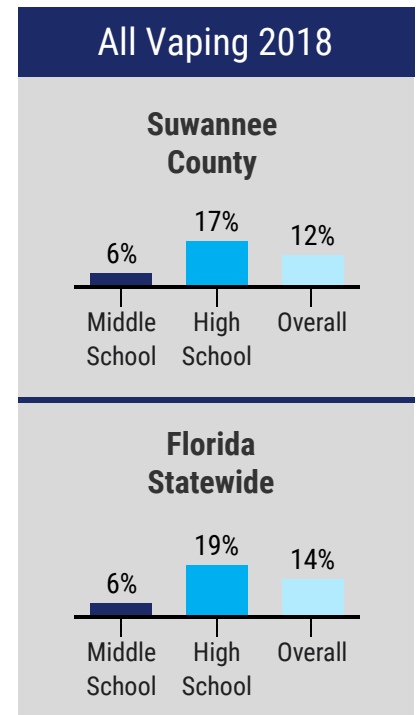 All Vaping 2018
Suwannee
County
6%
17%
12%
Middle
School
High
School
Overall
Florida
Statewide
6%
19%
14%
Middle
School
High
School
Overall